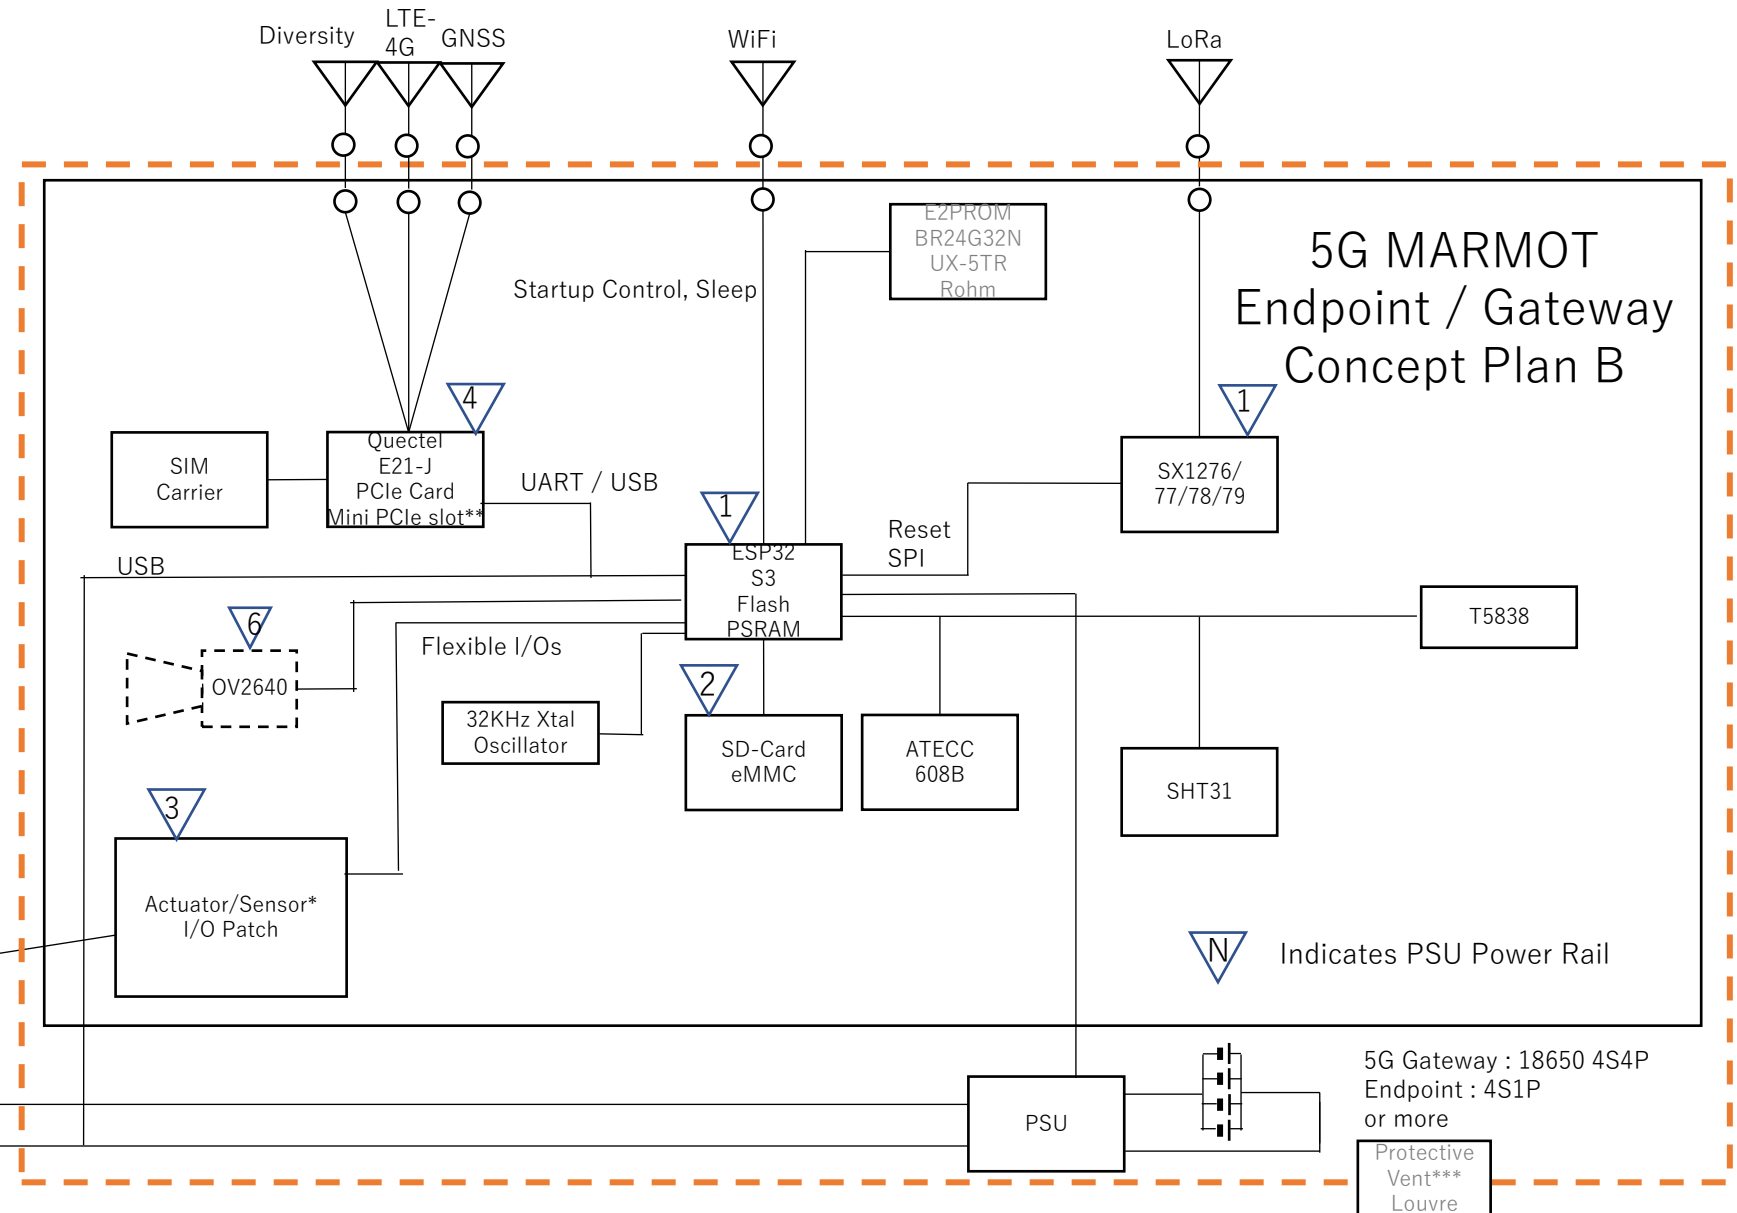 Diversity
LTE-
4G
GNSS
WiFi
LoRa
E2PROM
BR24G32N
UX-5TR
Rohm
5G MARMOT
Endpoint / Gateway
Concept Plan B
Startup Control, Sleep
4
1
SIM
Carrier
Quectel
E21-J
PCIe Card
Mini PCIe slot**
UART / USB
SX1276/
77/78/79
1
Reset
SPI
USB
ESP32
S3
Flash
PSRAM
T5838
6
Flexible I/Os
OV2640
2
32KHz Xtal
Oscillator
SD-Card
eMMC
ATECC
608B
SHT31
3
Actuator/Sensor*
I/O Patch
N
Indicates PSU Power Rail
PSU
5G Gateway : 18650 4S4P
Endpoint : 4S1P
or more
Protective
Vent***
Louvre